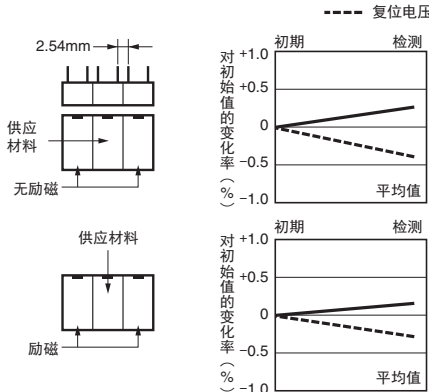 复位电压
2.54mm
供应
材料
无励磁
对初始值的变化率（%）
+1.0
+0.5
0
−0.5
−1.0
初期
检测
平均值
供应材料
励磁
对初始值的变化率（%）
+1.0
+0.5
0
−0.5
−1.0
初期
检测
平均值